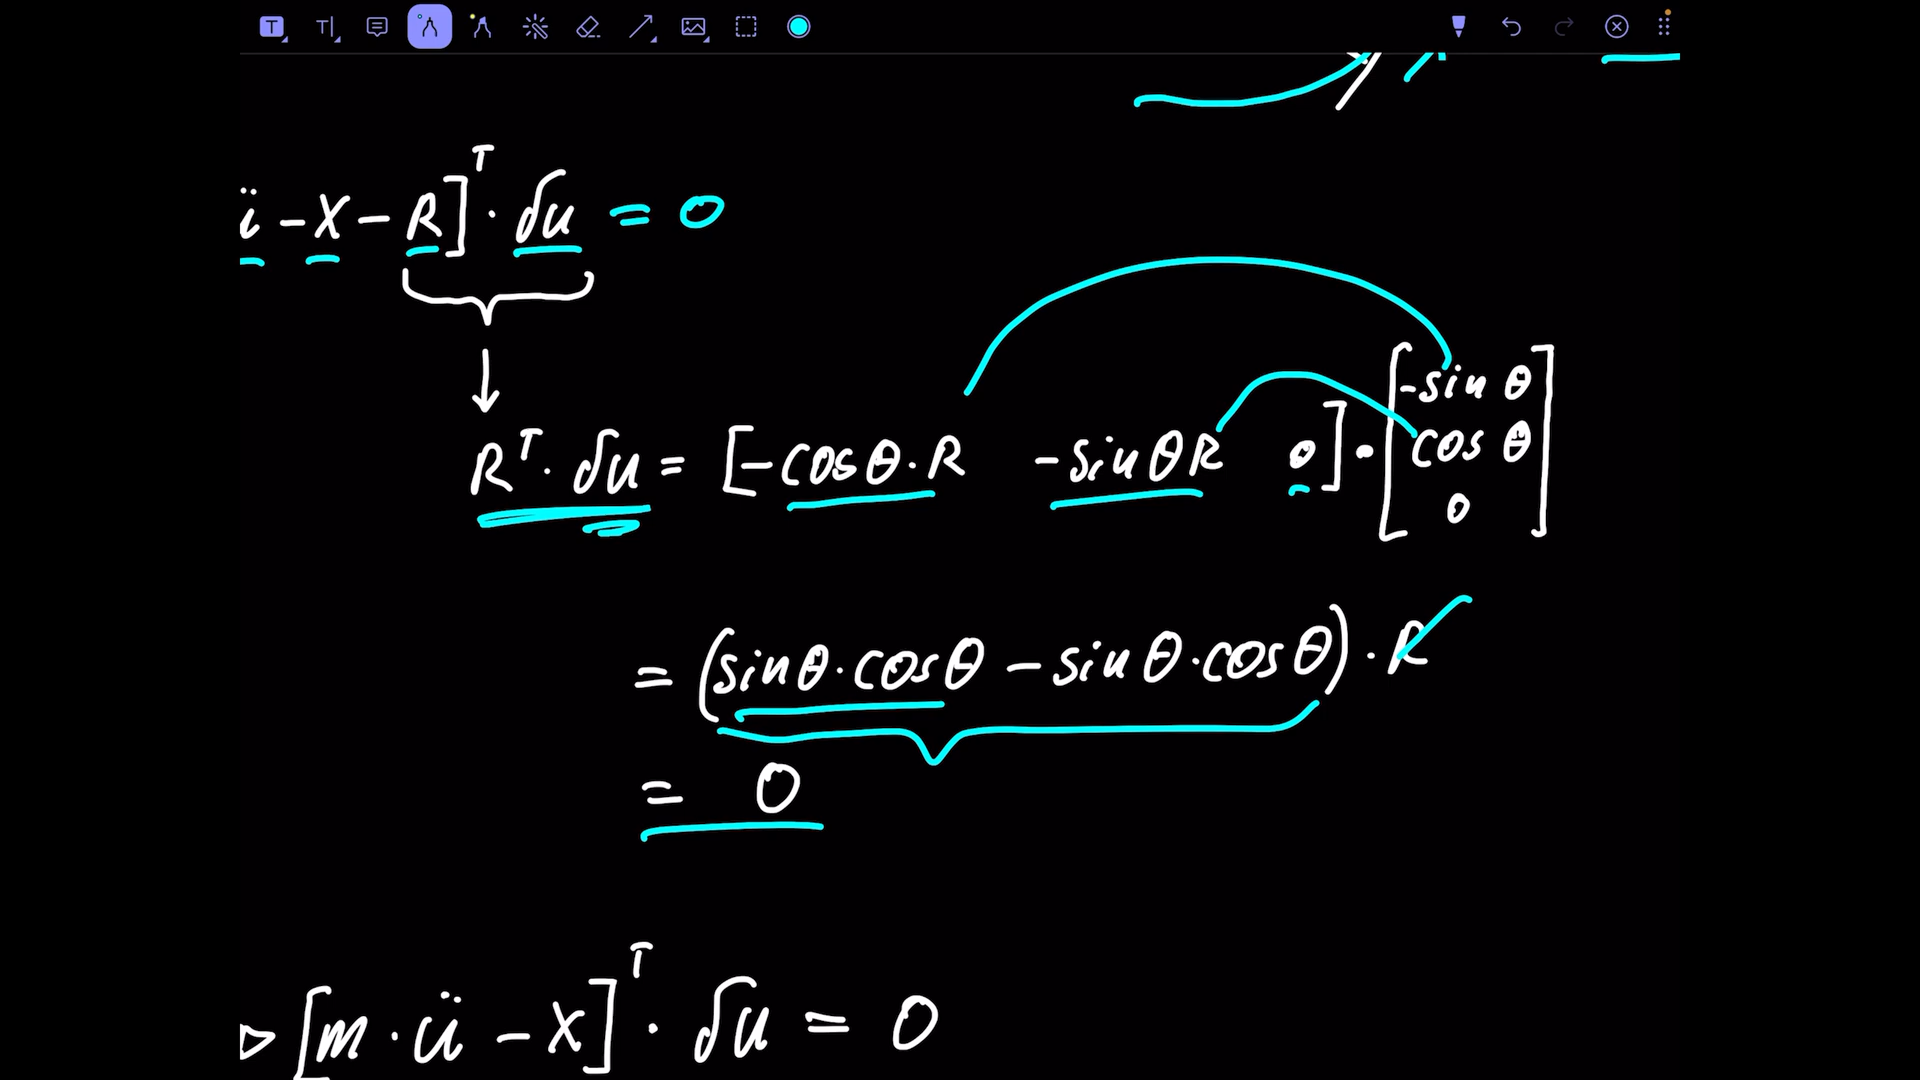 ü - X - R]ᵀ · δu = 0
Rᵀ · δu = [-cosθ · R   -sinθR   0] · [-sin θ
cos θ
0]
= (sinθ·cosθ - sinθ·cosθ) · R
= 0
▷ [m · ü - X]ᵀ · δu = 0